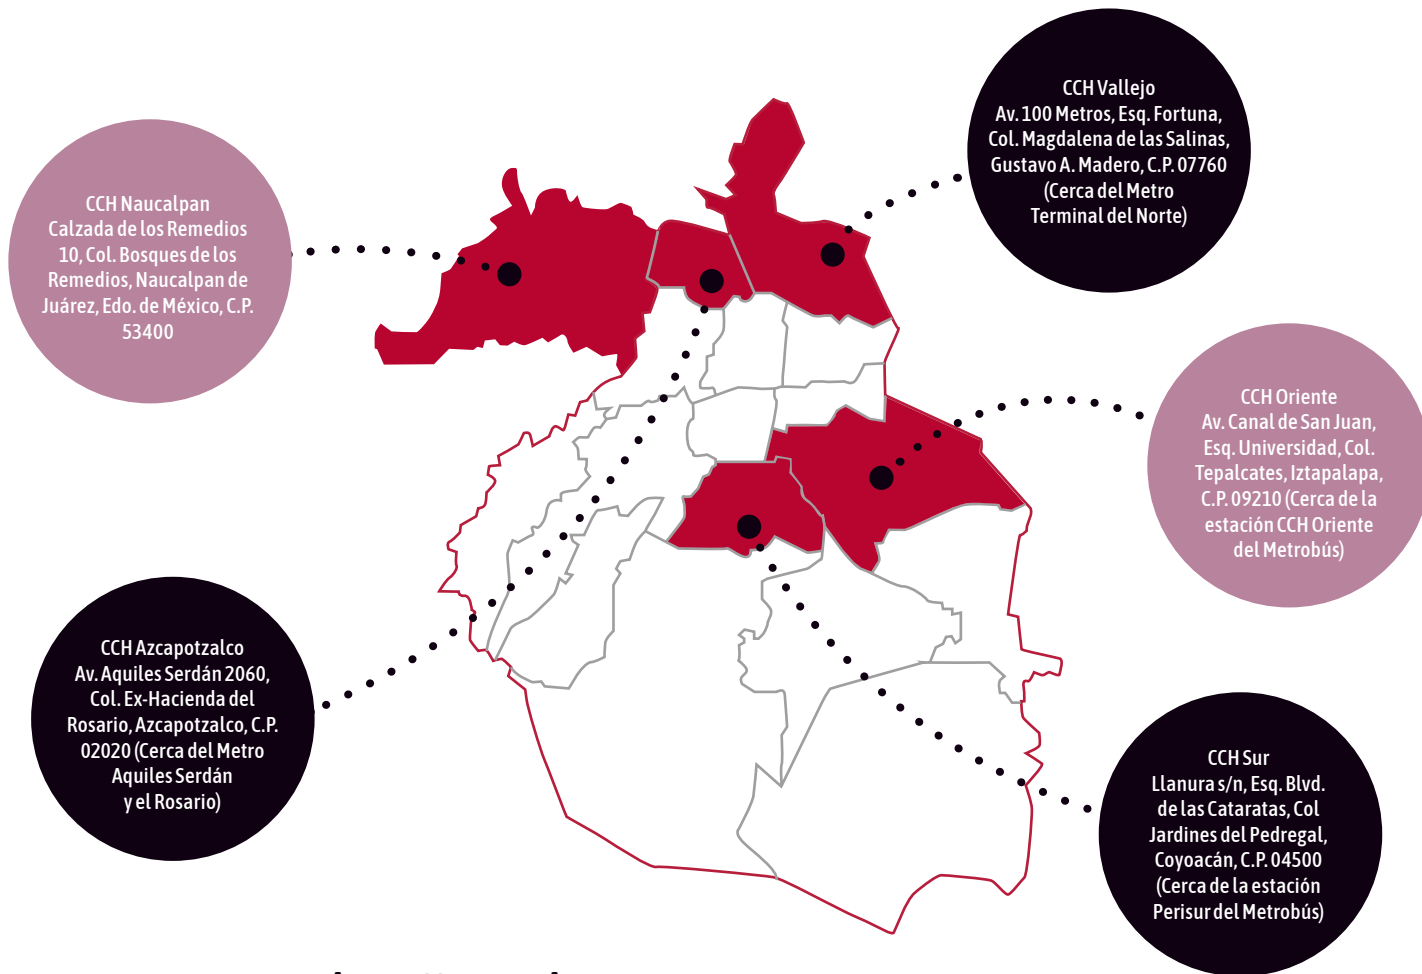 CCH Vallejo
Av. 100 Metros, Esq. Fortuna,
Col. Magdalena de las Salinas,
Gustavo A. Madero, C.P. 07760
(Cerca del Metro
Terminal del Norte)
CCH Naucalpan
Calzada de los Remedios
10, Col. Bosques de los
Remedios, Naucalpan de
Juárez, Edo. de México, C.P.
53400
CCH Oriente
Av. Canal de San Juan,
Esq. Universidad, Col.
Tepalcates, Iztapalapa,
C.P. 09210 (Cerca de la
estación CCH Oriente
del Metrobús)
CCH Azcapotzalco
Av. Aquiles Serdán 2060,
Col. Ex-Hacienda del
Rosario, Azcapotzalco, C.P.
02020 (Cerca del Metro
Aquiles Serdán
y el Rosario)
CCH Sur
Llanura s/n, Esq. Blvd.
de las Cataratas, Col
Jardines del Pedregal,
Coyoacán, C.P. 04500
(Cerca de la estación
Perisur del Metrobús)